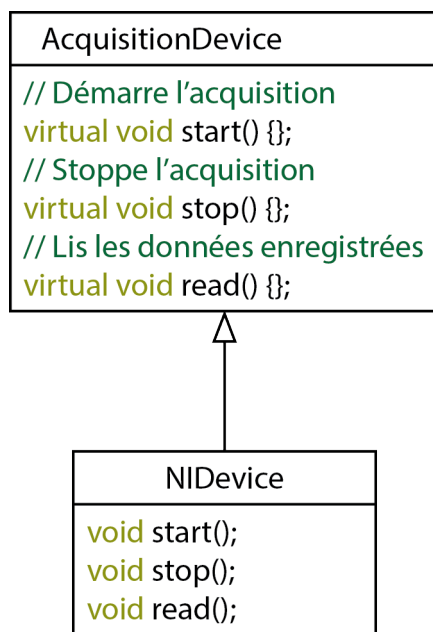 AcquisitionDevice
// Démarre l’acquisition
virtual void start() {};
// Stoppe l’acquisition
virtual void stop() {};
// Lis les données enregistrées
virtual void read() {};
NIDevice
void start();
void stop();
void read();